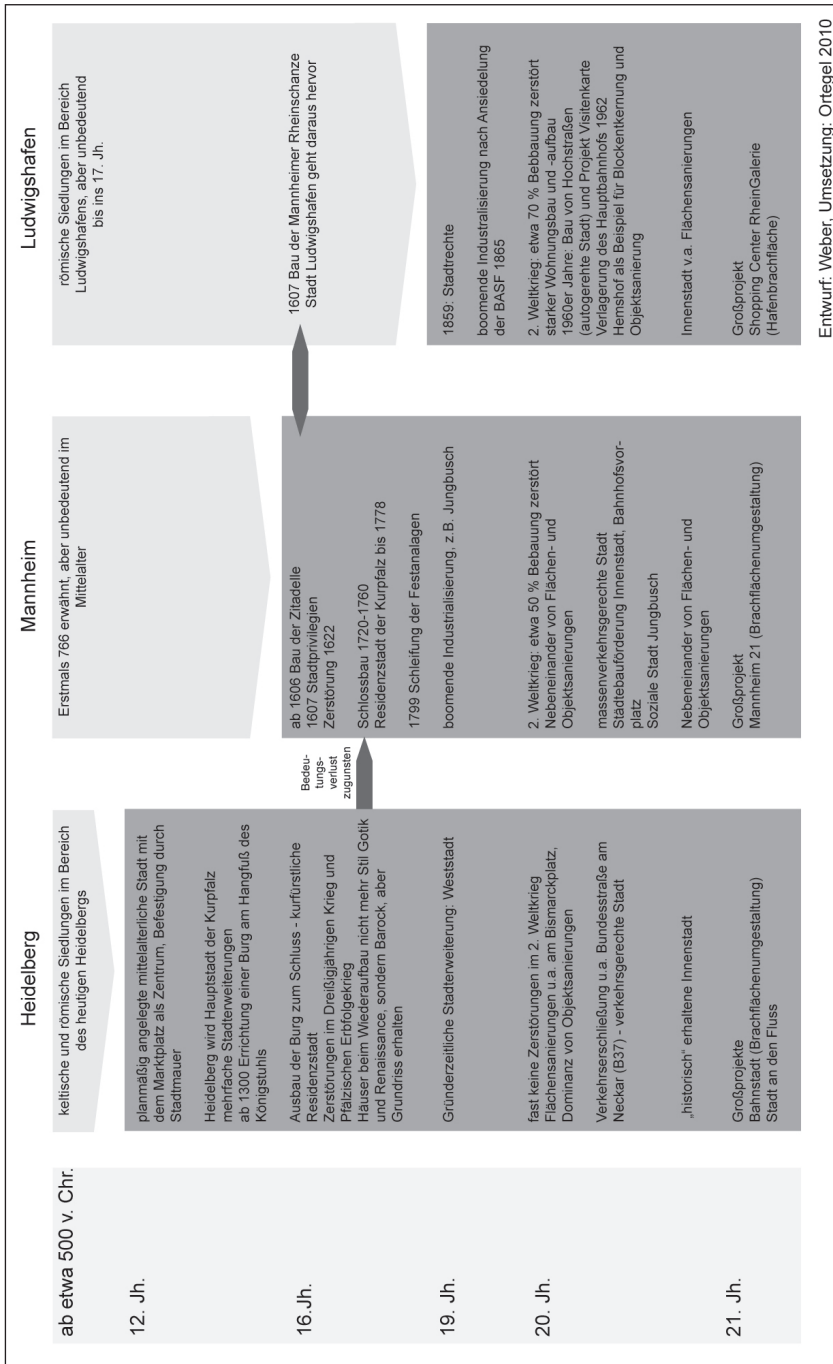 ab etwa 500 v. Chr.
12. Jh.
16.Jh.
19. Jh.
20. Jh.
21. Jh.
Heidelberg
keltische und römische Siedlungen im Bereich
des heutigen Heidelbergs
planmäßig angelegte mittelalterliche Stadt mit
dem Marktplatz als Zentrum, Befestigung durch
Stadtmauer
Heidelberg wird Hauptstadt der Kurpfalz
mehrfache Stadterweiterungen
ab 1300 Errichtung einer Burg am Hangfuß des
Königstuhls
Ausbau der Burg zum Schluss - kurfürstliche
Residenzstadt
Zerstörungen im Dreißigjährigen Krieg und
Pfälzischen Erbfolgekrieg
Häuser beim Wiederaufbau nicht mehr Stil Gotik
und Renaissance, sondern Barock, aber
Grundriss erhalten
Gründerzeitliche Stadterweiterung: Weststadt
fast keine Zerstörungen im 2. Weltkrieg
Flächensanierungen u.a. am Bismarckplatz,
Dominanz von Objektsanierungen
Verkehrserschließung u.a. Bundesstraße am
Neckar (B37) - verkehrsgerechte Stadt
„historisch“ erhaltene Innenstadt
Großprojekte
Bahnstadt (Brachflächenumgestaltung)
Stadt an den Fluss
Bedeu-
tungs-
verlust
zugunsten
Mannheim
Erstmals 766 erwähnt, aber unbedeutend im
Mittelalter
ab 1606 Bau der Zitadelle
1607 Stadtprivilegien
Zerstörung 1622
Schlossbau 1720-1760
Residenzstadt der Kurpfalz bis 1778
1799 Schleifung der Festanalagen
boomende Industrialisierung, z.B. Jungbusch
2. Weltkrieg: etwa 50 % Bebauung zerstört
Nebeneinander von Flächen- und
Objektsanierungen
massenverkehrsgerechte Stadt
Städtebauförderung Innenstadt, Bahnhofsvor-
platz
Soziale Stadt Jungbusch
Nebeneinander von Flächen- und
Objektsanierungen
Großprojekt
Mannheim 21 (Brachflächenumgestaltung)
Ludwigshafen
römische Siedlungen im Bereich
Ludwigshafens, aber unbedeutend
bis ins 17. Jh.
1607 Bau der Mannheimer Rheinschanze
Stadt Ludwigshafen geht daraus hervor
1859: Stadtrechte
boomende Industralisierung nach Ansiedelung
der BASF 1865
2. Weltkrieg: etwa 70 % Bebbauung zerstört
starker Wohnungsbau und -aufbau
1960er Jahre: Bau von Hochstraßen
(autogerehte Stadt) und Projekt Visitenkarte
Verlagerung des Hauptbahnhofs 1962
Hemshof als Beispiel für Blockentkernung und
Objektsanierung
Innenstadt v.a. Flächensanierungen
Großprojekt
Shopping Center RheinGalerie
(Hafenbrachfläche)
Entwurf: Weber, Umsetzung: Ortegel 2010